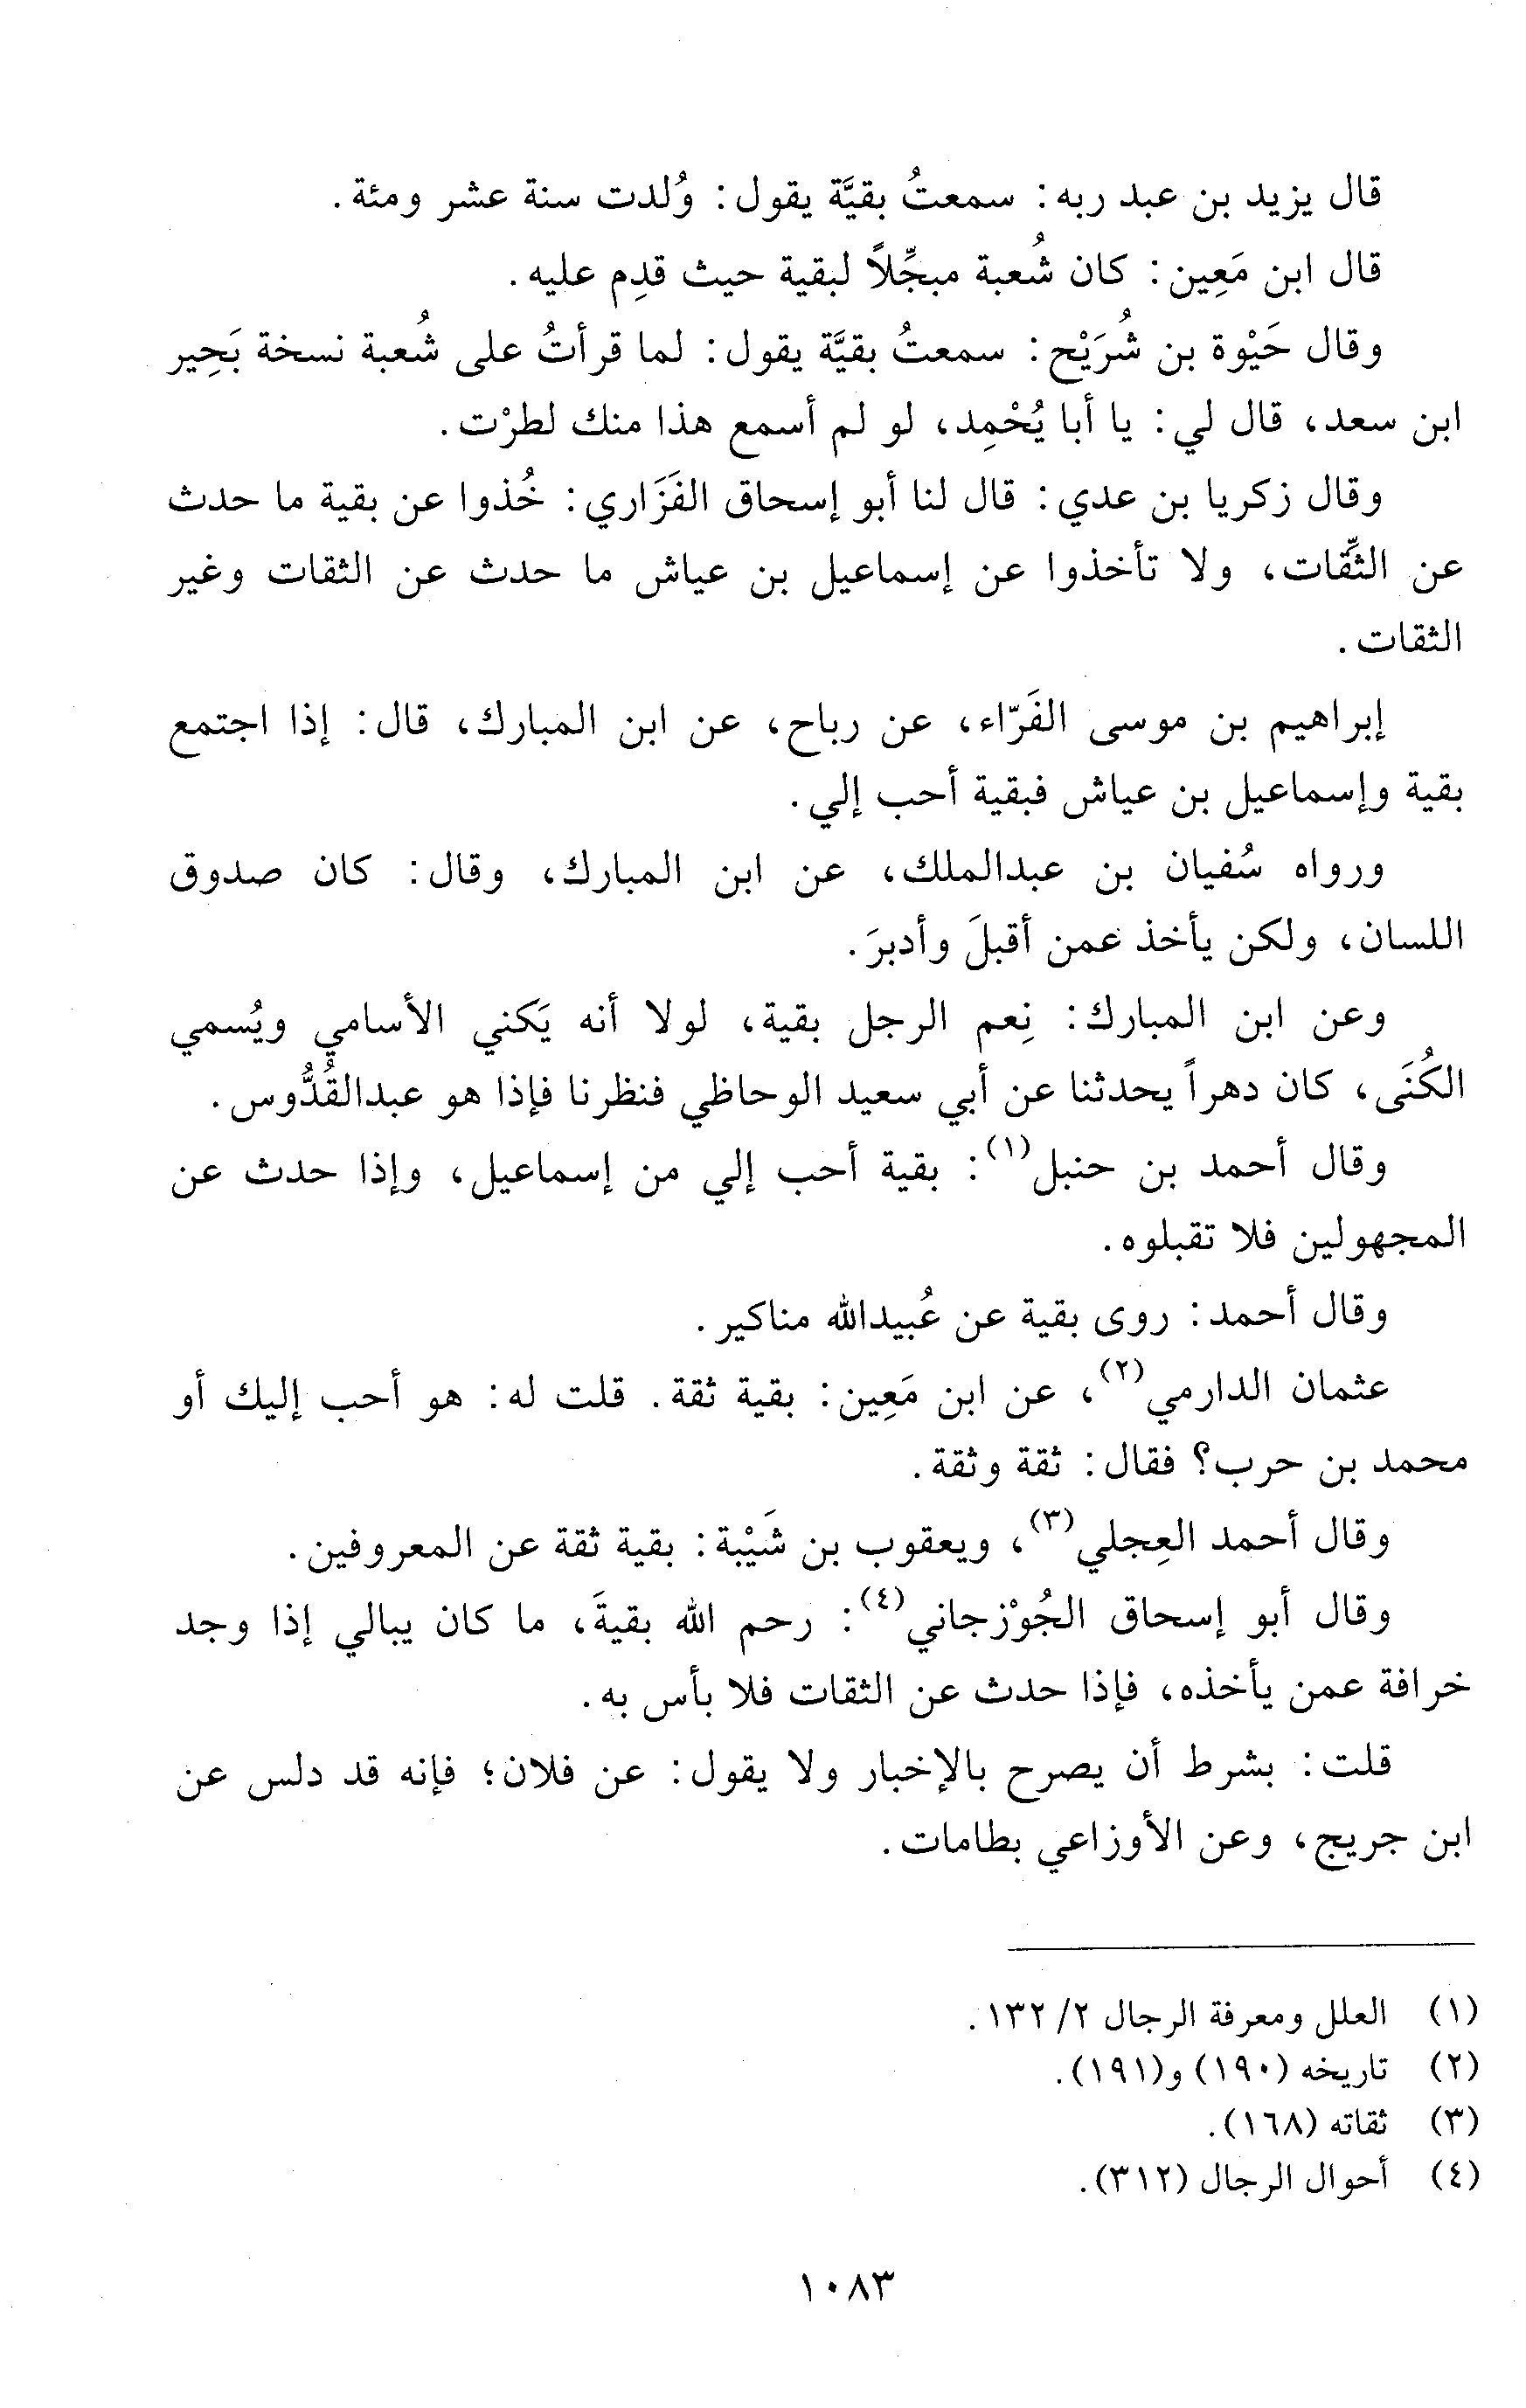 قال يزيد بن عبد ربه: سمعتُ بقيَّة يقول: وُلدت سنة عشر ومئة.
قال ابن مَعِين: كان شُعبة مبجِّلاً لبقية حيث قدِم عليه.
وقال حَيْوة بن شُرَيْح: سمعتُ بقيَّة يقول: لما قرأتُ على شُعبة نسخة بَحِير
ابن سعد، قال لي: يا أبا يُحْمِد، لو لم أسمع هذا منك لطرْت.
وقال زكريا بن عدي: قال لنا أبو إسحاق الفَزَاري: خُذوا عن بقية ما حدث
عن الثِّقات، ولا تأخذوا عن إسماعيل بن عياش ما حدث عن الثقات وغير
الثقات.
إبراهيم بن موسى الفَرّاء، عن رباح، عن ابن المبارك، قال: إذا اجتمع
بقية وإسماعيل بن عياش فبقية أحب إلي.
ورواه سُفيان بن عبدالملك، عن ابن المبارك، وقال: كان صدوق
اللسان، ولكن يأخذ عمن أقبلَ وأدبرَ.
وعن ابن المبارك: نِعم الرجل بقية، لولا أنه يَكني الأسامي ويُسمي
الكُنَى، كان دهراً يحدثنا عن أبي سعيد الوحاظي فنظرنا فإذا هو عبدالقُدُّوس.
وقال أحمد بن حنبل(١): بقية أحب إلي من إسماعيل، وإذا حدث عن
المجهولين فلا تقبلوه.
وقال أحمد: روى بقية عن عُبيدالله مناكير.
عثمان الدارمي(٢)، عن ابن مَعِين: بقية ثقة. قلت له: هو أحب إليك أو
محمد بن حرب؟ فقال: ثقة وثقة.
وقال أحمد العِجلي(٣)، ويعقوب بن شَيْبة: بقية ثقة عن المعروفين.
وقال أبو إسحاق الجُوْزجاني(٤): رحم الله بقيةَ، ما كان يبالي إذا وجد
خرافة عمن يأخذه، فإذا حدث عن الثقات فلا بأس به.
قلت: بشرط أن يصرح بالإخبار ولا يقول: عن فلان؛ فإنه قد دلس عن
ابن جريج، وعن الأوزاعي بطامات.
(١) العلل ومعرفة الرجال ٢/ ١٣٢.
(٢) تاريخه (١٩٠) و(١٩١).
(٣) ثقاته (١٦٨).
(٤) أحوال الرجال (٣١٢).
١٠٨٣